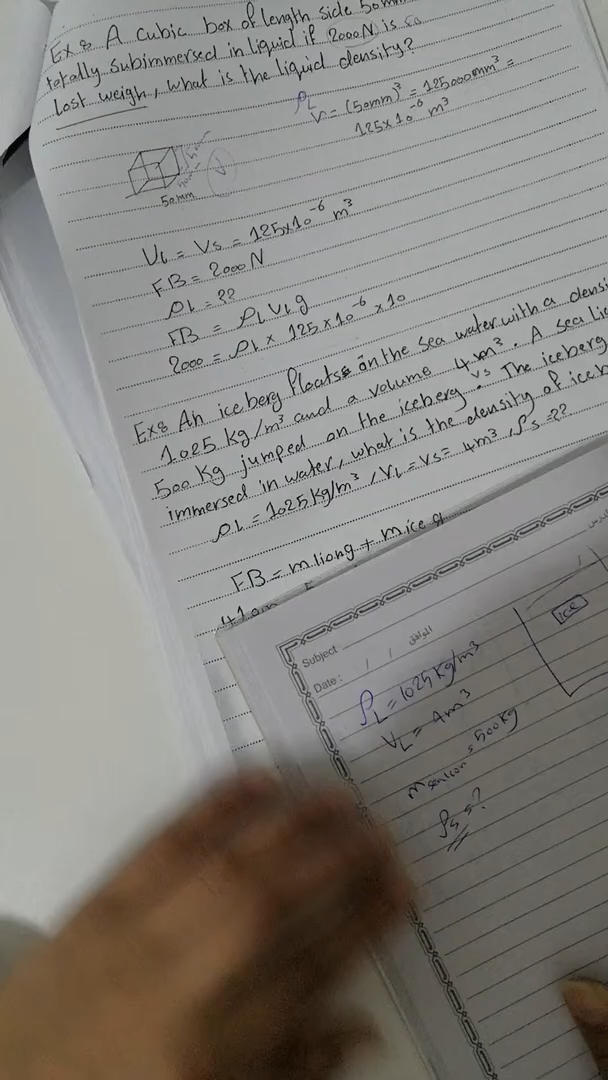 Ex: A cubic box of length side 50mm
totally subimmersed in liquid if 2000N is
Lost weigh, what is the liquid density?
ρL
V = (50mm)³ = 125000mm³ =
125x10⁻⁶ m³
50mm
VL = Vs = 125x10⁻⁶ m³
FB = 2000 N
ρL = ??
FB = ρL VL g
2000 = ρL x 125 x 10⁻⁶ x 10
Ex: An iceberg floats on the sea water with a densi
1025 kg/m³ and a volume 4m³. A sea lio
Vs
500 Kg jumped on the iceberg. The iceberg
immersed in water, what is the density of iceb
ρL = 1025 kg/m³, VL = Vs = 4m³, ρs = ??
FB = m lion g + m ice g
Subject
Date: / / الموافق
ice
ρL = 1025 Kg/m³
VL = 4m³
m sealion = 500Kg
ρs = ?